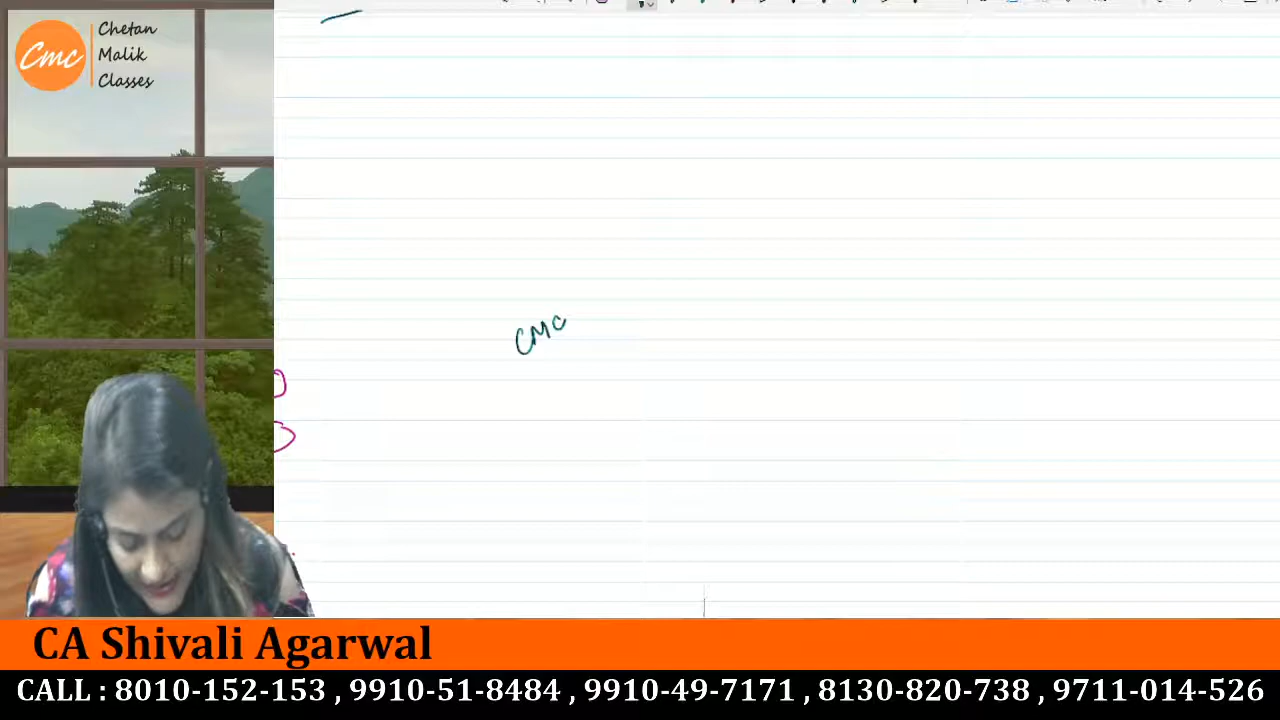 Cmc
Chetan
Malik
Classes
CMC
CA Shivali Agarwal
CALL : 8010-152-153 , 9910-51-8484 , 9910-49-7171 , 8130-820-738 , 9711-014-526